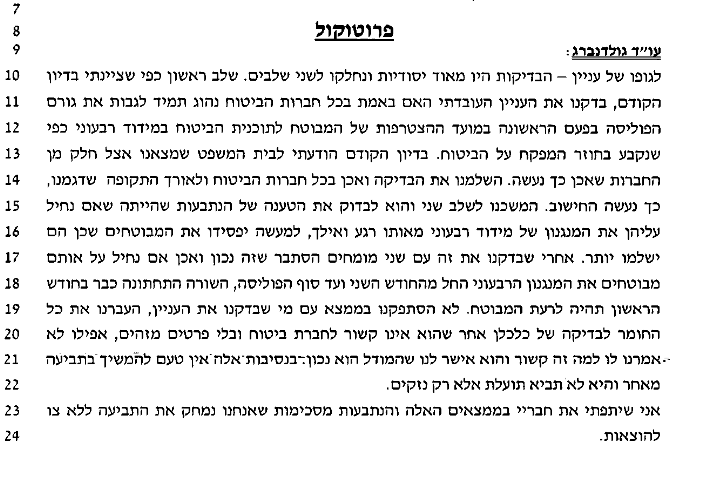 7
8 פרוטוקול
9 עו"ד גולדנברג:
10 לגופו של עניין – הבדיקות היו מאוד יסודיות ונחלקו לשני שלבים. שלב ראשון כפי שציינתי בדיון
11 הקודם, בדקנו את העניין העובדתי האם באמת בכל חברות הביטוח נהוג תמיד לגבות את גורם
12 הפוליסה בפעם הראשונה במועד ההצטרפות של המבוטח לתוכנית הביטוח במידוד רבעוני כפי
13 שנקבע בחוזר המפקח על הביטוח. בדיון הקודם הודעתי לבית המשפט שמצאנו אצל חלק מן
14 החברות שאכן כך נעשה. השלמנו את הבדיקה ואכן בכל חברות הביטוח ולאורך התקופה שדגמנו,
15 כך נעשה החישוב. המשכנו לשלב שני והוא לבדוק את הטענה של הנתבעות שהייתה שאם נחיל
16 עליהן את המנגנון של מידוד רבעוני מאותו רגע ואילך, למעשה יפסידו את המבוטחים שכן הם
17 ישלמו יותר. אחרי שבדקנו את זה עם שני מומחים הסתבר שזה נכון ואכן אם נחיל על אותם
18 מבוטחים את המנגנון הרבעוני החל מהחודש השני ועד סוף הפוליסה, השורה התחתונה כבר בחודש
19 הראשון תהיה לרעת המבוטח. לא הסתפקנו בממצא עם מי שבדקנו את העניין, העברנו את כל
20 החומר לבדיקה של כלכלן אחר שהוא אינו קשור לחברת ביטוח ובלי פרטים מזהים, אפילו לא
21 אמרנו לו למה זה קשור והוא אישר לנו שהמודל הוא נכון. בנסיבות אלה אין טעם להמשיך בתביעה
22 מאחר והיא לא תביא תועלת אלא רק נזקים.
23 אני שיתפתי את חבריי בממצאים האלה והנתבעות מסכימות שאנחנו נמחק את התביעה ללא צו
24 להוצאות.